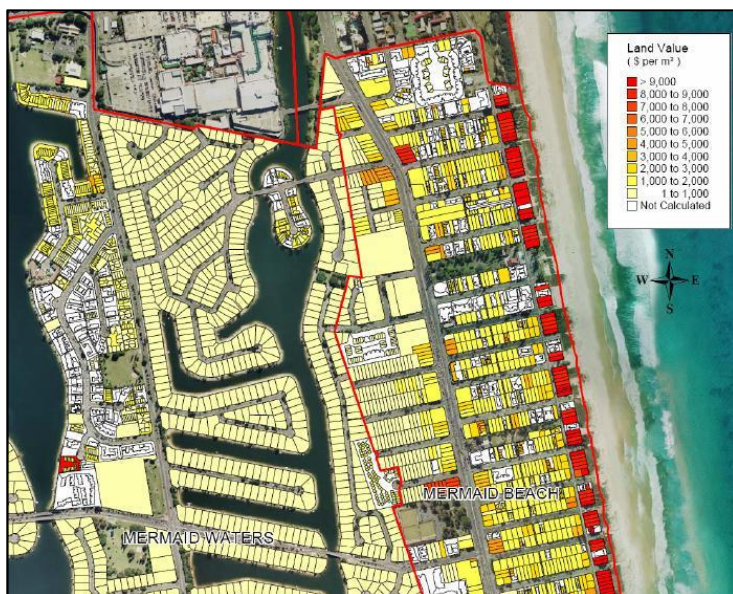 Land Value
( $ per m² )
> 9,000
8,000 to 9,000
7,000 to 8,000
6,000 to 7,000
5,000 to 6,000
4,000 to 5,000
3,000 to 4,000
2,000 to 3,000
1,000 to 2,000
1 to 1,000
Not Calculated
N
W E
S
MERMAID BEACH
MERMAID WATERS